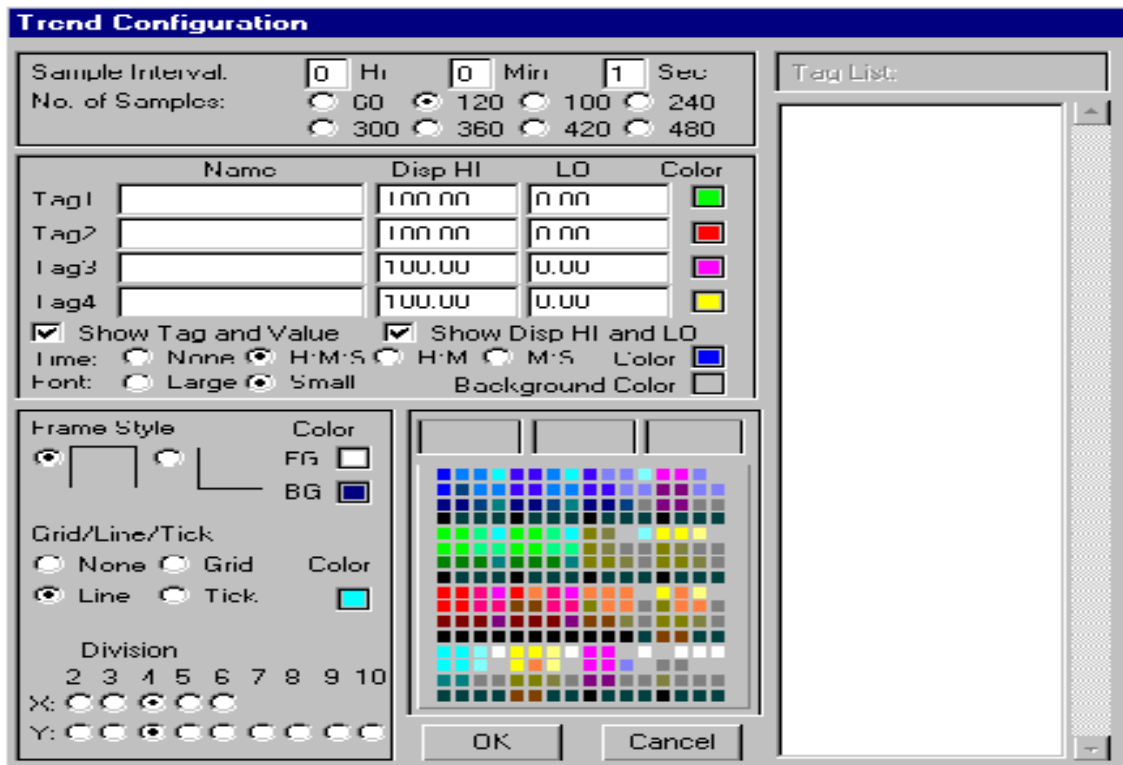 Trend Configuration
Sample Interval: 0 Hr 0 Min 1 Sec
No. of Samples: 60 120 180 240
300 360 420 480
Name Disp HI LO Color
Tag1 100.00 0.00
Tag2 100.00 0.00
Tag3 100.00 0.00
Tag4 100.00 0.00
Show Tag and Value Show Disp HI and LO
Time: None H:M:S H:M M:S Color
Font: Large Small Background Color
Frame Style Color
FG
BG
Grid/Line/Tick
None Grid Color
Line Tick
Division
2 3 4 5 6 7 8 9 10
X:
Y:
OK Cancel
Tag List: